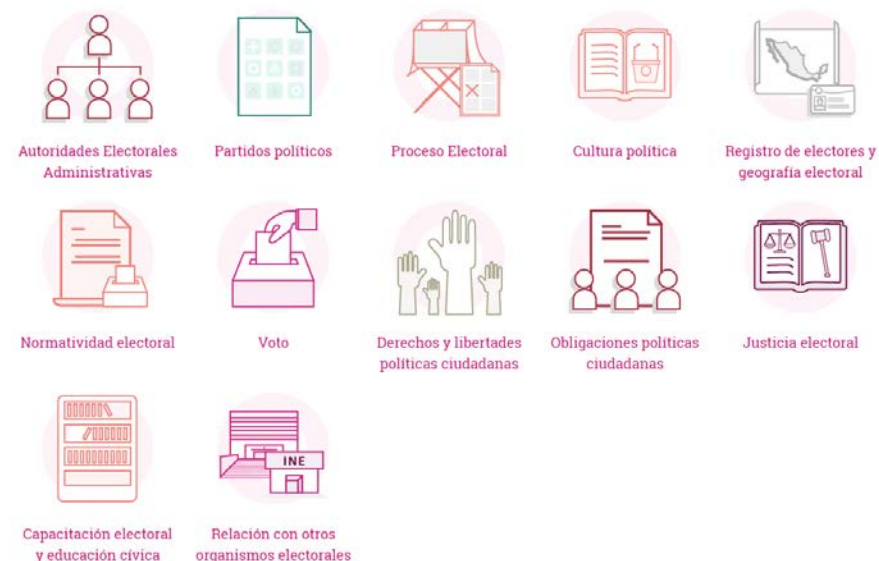 Autoridades Electorales
Administrativas
Partidos políticos
Proceso Electoral
Cultura política
Registro de electores y
geografía electoral
Normatividad electoral
Voto
Derechos y libertades
políticas ciudadanas
Obligaciones políticas
ciudadanas
Justicia electoral
INE
Capacitación electoral
y educación cívica
Relación con otros
organismos electorales